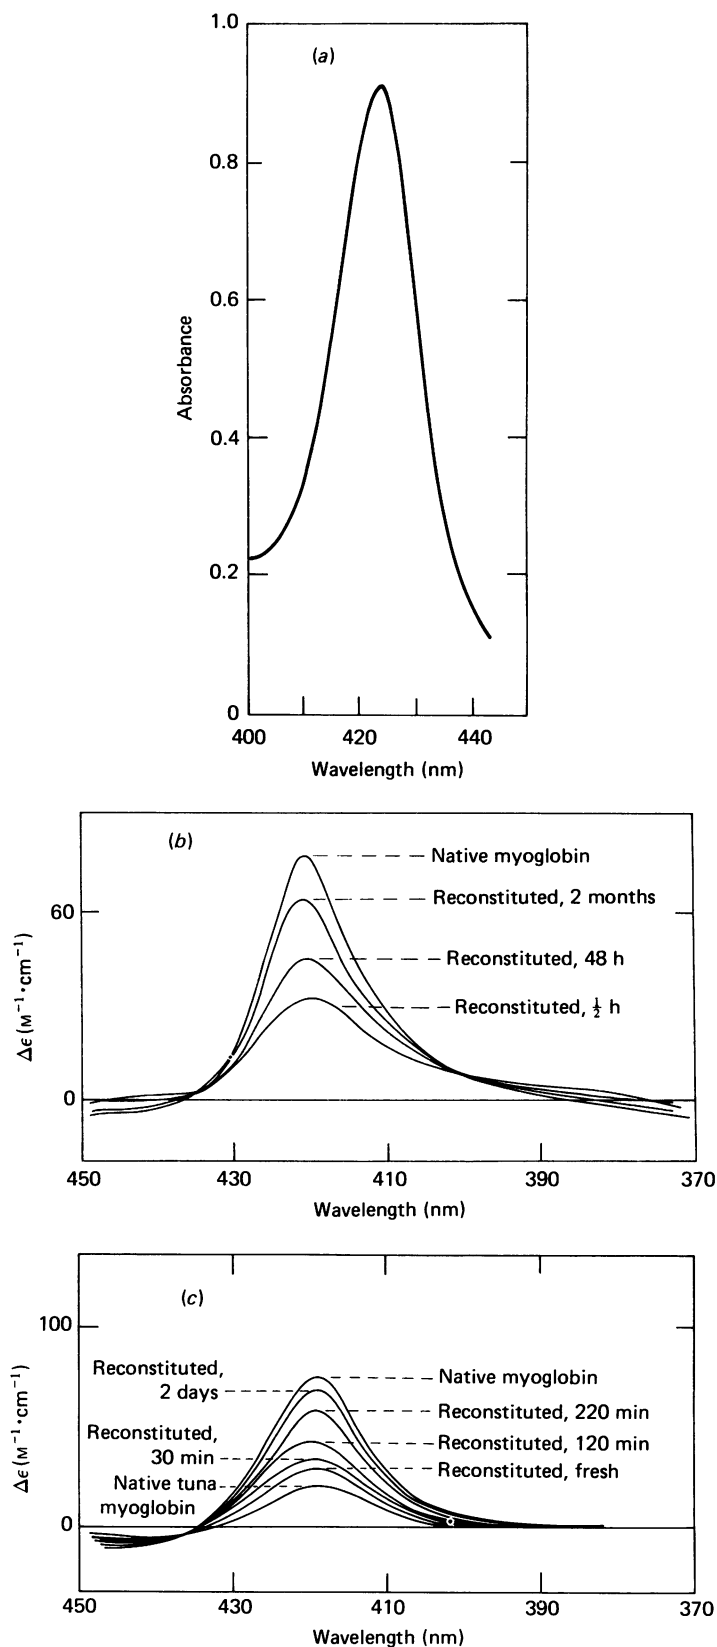 (a)
1.0
0.8
0.6
0.4
0.2
0
Absorbance
400 420 440
Wavelength (nm)
(b)
Native myoglobin
Reconstituted, 2 months
Reconstituted, 48 h
Reconstituted, ½ h
60
0
Δϵ (M⁻¹·cm⁻¹)
450 430 410 390 370
Wavelength (nm)
(c)
100
0
Δϵ (M⁻¹·cm⁻¹)
Reconstituted,
2 days
Reconstituted,
30 min
Native tuna
myoglobin
Native myoglobin
Reconstituted, 220 min
Reconstituted, 120 min
Reconstituted, fresh
450 430 410 390 370
Wavelength (nm)